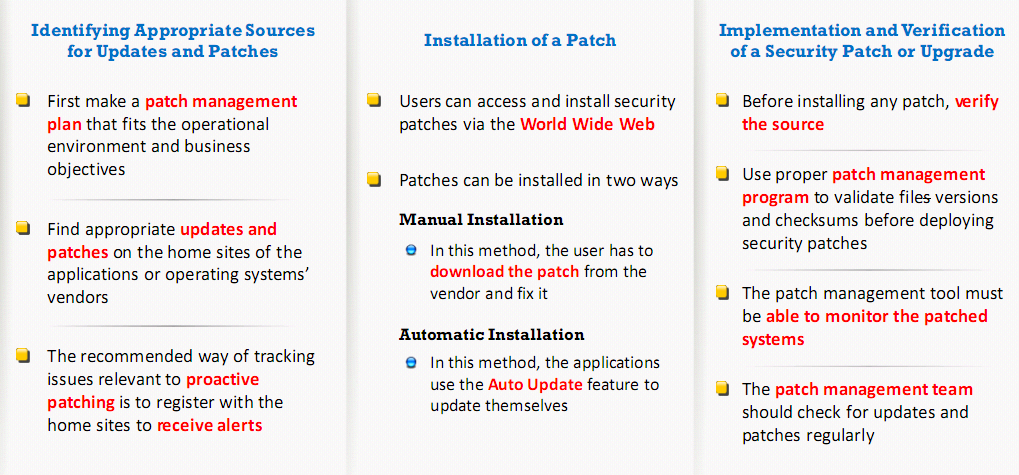 Identifying Appropriate Sources
for Updates and Patches
First make a patch management
plan that fits the operational
environment and business
objectives
Find appropriate updates and
patches on the home sites of the
applications or operating systems’
vendors
The recommended way of tracking
issues relevant to proactive
patching is to register with the
home sites to receive alerts
Installation of a Patch
Users can access and install security
patches via the World Wide Web
Patches can be installed in two ways
Manual Installation
In this method, the user has to
download the patch from the
vendor and fix it
Automatic Installation
In this method, the applications
use the Auto Update feature to
update themselves
Implementation and Verification
of a Security Patch or Upgrade
Before installing any patch, verify
the source
Use proper patch management
program to validate files versions
and checksums before deploying
security patches
The patch management tool must
be able to monitor the patched
systems
The patch management team
should check for updates and
patches regularly